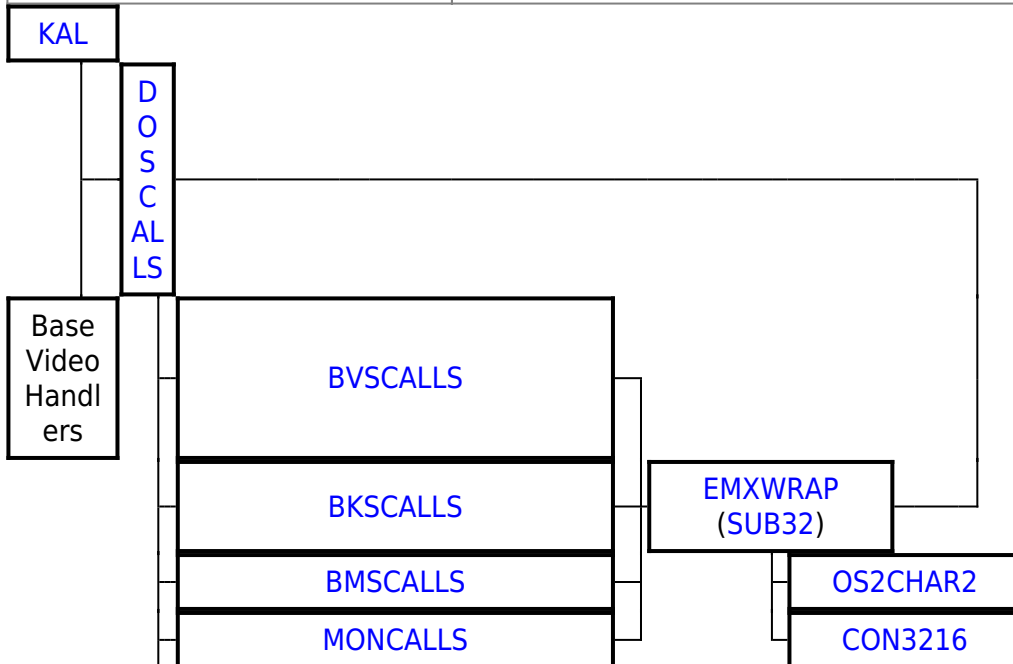 KAL
D
O
S
C
AL
LS
Base
Video
Handl
ers
BVSCALLS
BKSCALLS
EMXWRAP
(SUB32)
BMSCALLS
OS2CHAR2
MONCALLS
CON3216